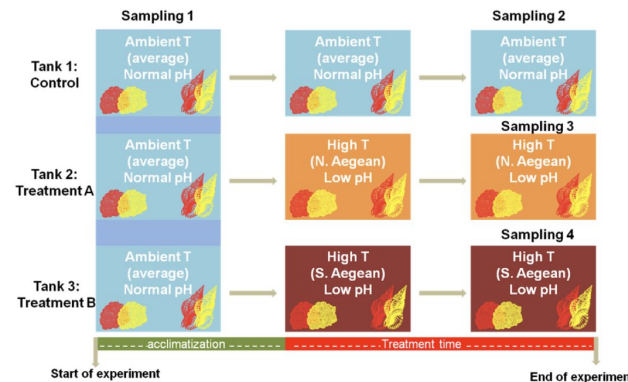 Sampling 1
Sampling 2
Tank 1:
Control
Ambient T
(average)
Normal pH
Ambient T
(average)
Normal pH
Ambient T
(average)
Normal pH
Sampling 3
Tank 2:
Treatment A
Ambient T
(average)
Normal pH
High T
(N. Aegean)
Low pH
High T
(N. Aegean)
Low pH
Sampling 4
Tank 3:
Treatment B
Ambient T
(average)
Normal pH
High T
(S. Aegean)
Low pH
High T
(S. Aegean)
Low pH
acclimatization
Treatment time
Start of experiment
End of experimen